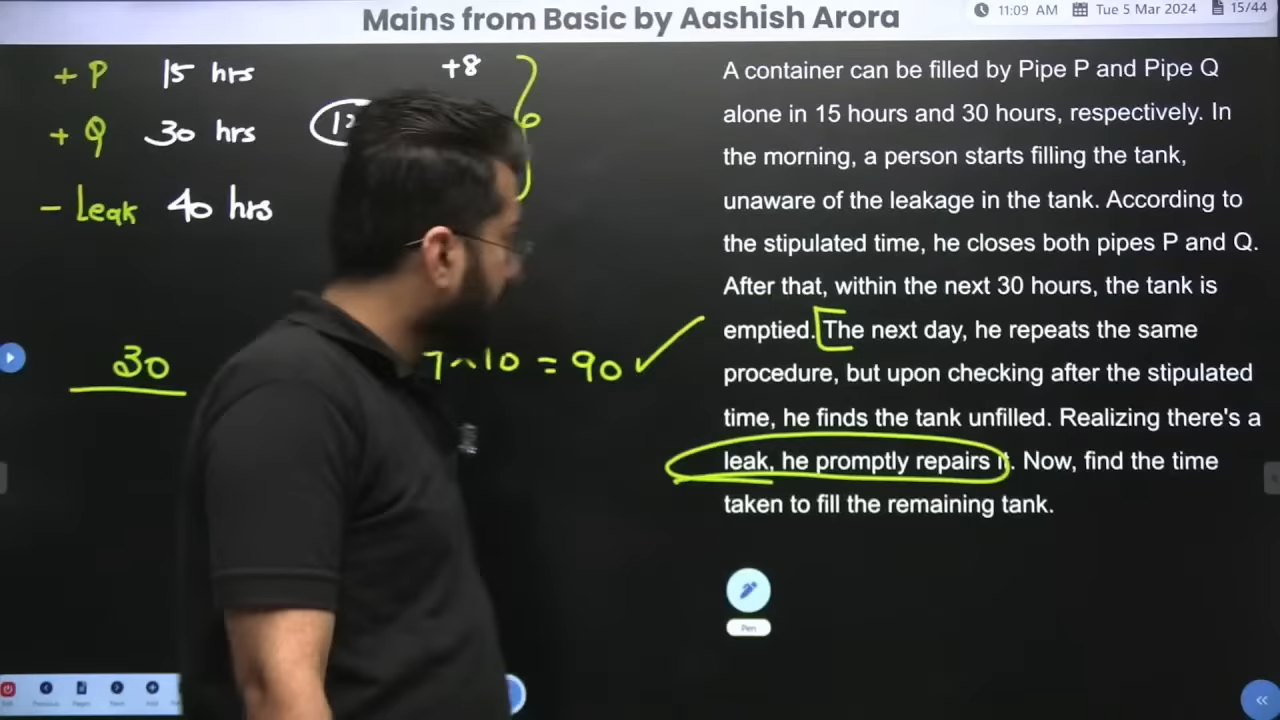 Mains from Basic by Aashish Arora
11:09 AM Tue 5 Mar 2024 15/44
+ P 15 hrs +8
+ Q 30 hrs
- Leak 40 hrs
30
= 90
A container can be filled by Pipe P and Pipe Q
alone in 15 hours and 30 hours, respectively. In
the morning, a person starts filling the tank,
unaware of the leakage in the tank. According to
the stipulated time, he closes both pipes P and Q.
After that, within the next 30 hours, the tank is
emptied. The next day, he repeats the same
procedure, but upon checking after the stipulated
time, he finds the tank unfilled. Realizing there's a
leak, he promptly repairs it. Now, find the time
taken to fill the remaining tank.
Pen